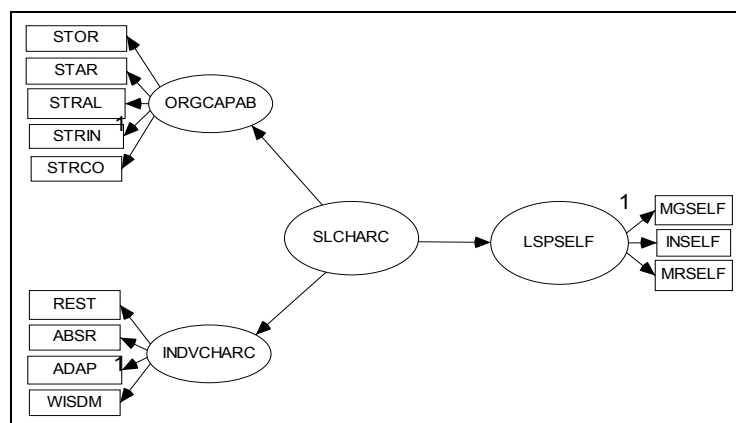 STOR
STAR
STRAL
STRIN
STRCO
1
ORGCAPAB
SLCHARC
LSPSELF
1
MGSELF
INSELF
MRSELF
REST
ABSR
ADAP
WISDM
1
INDVCHARC